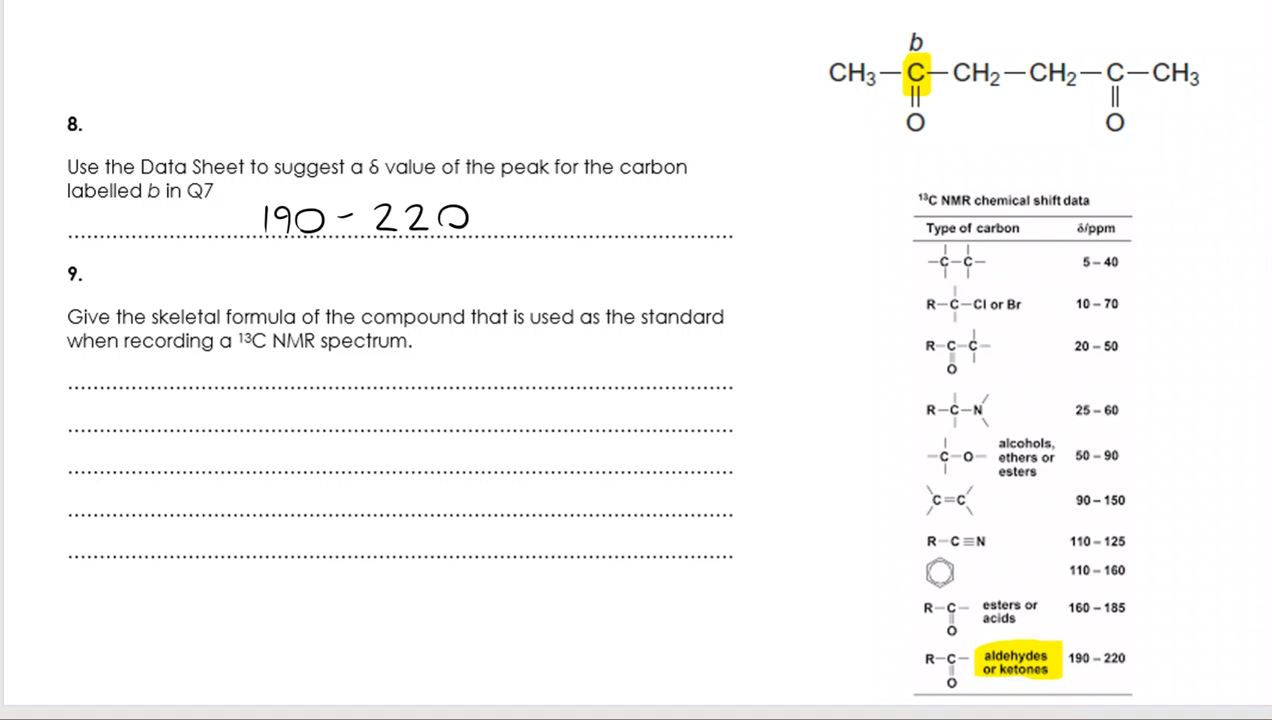 b
CH₃—C—CH₂—CH₂—C—CH₃
O O
8.
Use the Data Sheet to suggest a δ value of the peak for the carbon
labelled b in Q7
190 - 220
9.
Give the skeletal formula of the compound that is used as the standard
when recording a ¹³C NMR spectrum.
¹³C NMR chemical shift data
Type of carbon δ/ppm
–C–C– 5 – 40
R–C–Cl or Br 10 – 70
R–C–C– 20 – 50
O
R–C–N 25 – 60
–C–O– alcohols, ethers or esters 50 – 90
C=C 90 – 150
R–C≡N 110 – 125
110 – 160
R–C– esters or acids 160 – 185
O
R–C– aldehydes or ketones 190 – 220
O